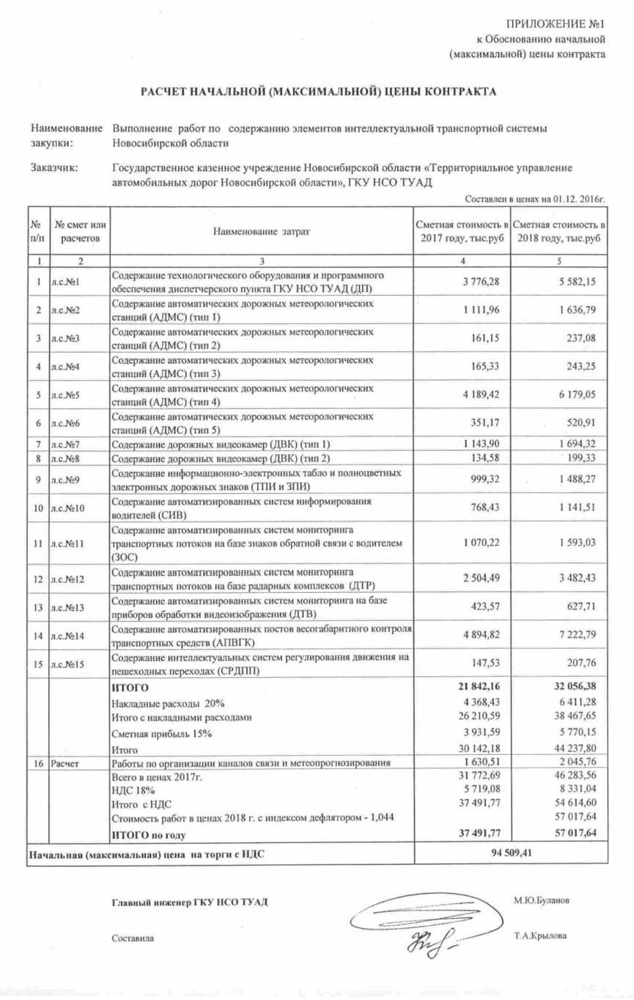 ПРИЛОЖЕНИЕ №1
к Обоснованию начальной
(максимальной) цены контракта
РАСЧЕТ НАЧАЛЬНОЙ (МАКСИМАЛЬНОЙ) ЦЕНЫ КОНТРАКТА
Наименование Выполнение работ по содержанию элементов интеллектуальной транспортной системы
закупки: Новосибирской области
Заказчик: Государственное казенное учреждение Новосибирской области «Территориальное управление
автомобильных дорог Новосибирской области», ГКУ НСО ТУАД
Составлен в ценах на 01.12. 2016г.
№ п/п № смет или расчетов Наименование затрат Сметная стоимость в 2017 году, тыс.руб Сметная стоимость в 2018 году, тыс.руб
1 2 3 4 5
1 л.с.№1 Содержание технологического оборудования и программного
обеспечения диспетчерского пункта ГКУ НСО ТУАД (ДП) 3 776,28 5 582,15
2 л.с.№2 Содержание автоматических дорожных метеорологических
станций (АДМС) (тип 1) 1 111,96 1 636,79
3 л.с.№3 Содержание автоматических дорожных метеорологических
станций (АДМС) (тип 2) 161,15 237,08
4 л.с.№4 Содержание автоматических дорожных метеорологических
станций (АДМС) (тип 3) 165,33 243,25
5 л.с.№5 Содержание автоматических дорожных метеорологических
станций (АДМС) (тип 4) 4 189,42 6 179,05
6 л.с.№6 Содержание автоматических дорожных метеорологических
станций (АДМС) (тип 5) 351,17 520,91
7 л.с.№7 Содержание дорожных видеокамер (ДВК) (тип 1) 1 143,90 1 694,32
8 л.с.№8 Содержание дорожных видеокамер (ДВК) (тип 2) 134,58 199,33
9 л.с.№9 Содержание информационно-электронных табло и полноцветных
электронных дорожных знаков (ТПИ и ЗПИ) 999,32 1 488,27
10 л.с.№10 Содержание автоматизированных систем информирования
водителей (СИВ) 768,43 1 141,51
11 л.с.№11 Содержание автоматизированных систем мониторинга
транспортных потоков на базе знаков обратной связи с водителем
(ЗОС) 1 070,22 1 593,03
12 л.с.№12 Содержание автоматизированных систем мониторинга
транспортных потоков на базе радарных комплексов (ДТР) 2 504,49 3 482,43
13 л.с.№13 Содержание автоматизированных систем мониторинга на базе
приборов обработки видеоизображения (ДТВ) 423,57 627,71
14 л.с.№14 Содержание автоматизированных постов весогабаритного контроля
транспортных средств (АПВГК) 4 894,82 7 222,79
15 л.с.№15 Содержание интеллектуальных систем регулирования движения на
пешеходных переходах (СРДПП) 147,53 207,76
ИТОГО 21 842,16 32 056,38
Накладные расходы 20% 4 368,43 6 411,28
Итого с накладными расходами 26 210,59 38 467,65
Сметная прибыль 15% 3 931,59 5 770,15
Итого 30 142,18 44 237,80
16 Расчет Работы по организации каналов связи и метеопрогнозирования 1 630,51 2 045,76
Всего в ценах 2017г. 31 772,69 46 283,56
НДС 18% 5 719,08 8 331,04
Итого с НДС 37 491,77 54 614,60
Стоимость работ в ценах 2018 г. с индексом дефлятором - 1,044 57 017,64
ИТОГО по году 37 491,77 57 017,64
Начальная (максимальная) цена на торги с НДС 94 509,41
Главный инженер ГКУ НСО ТУАД М.Ю.Буланов
Составила Т.А.Крылова